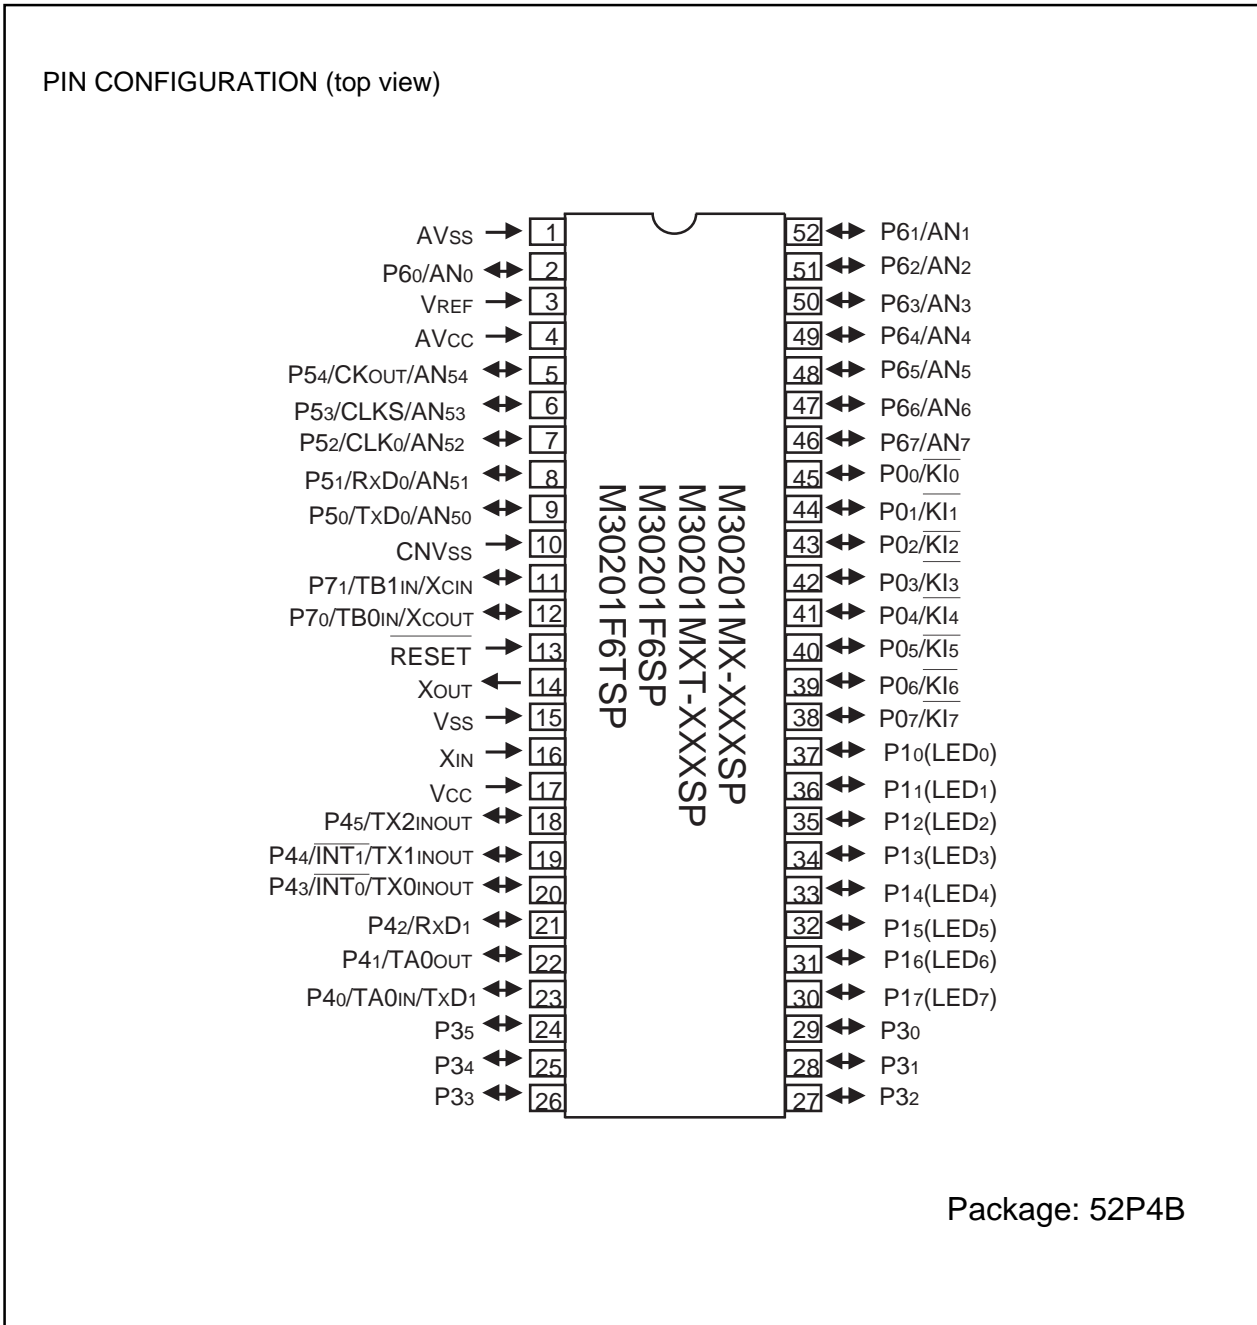 PIN CONFIGURATION (top view)
AVSS 1 52 P61/AN1
P60/AN0 2 51 P62/AN2
VREF 3 50 P63/AN3
AVCC 4 49 P64/AN4
P54/CKOUT/AN54 5 48 P65/AN5
P53/CLKS/AN53 6 47 P66/AN6
P52/CLK0/AN52 7 46 P67/AN7
P51/RXD0/AN51 8 45 P00/KI0
P50/TXD0/AN50 9 44 P01/KI1
CNVSS 10 43 P02/KI2
P71/TB1IN/XCIN 11 42 P03/KI3
P70/TB0IN/XCOUT 12 41 P04/KI4
RESET 13 40 P05/KI5
XOUT 14 39 P06/KI6
VSS 15 38 P07/KI7
XIN 16 37 P10(LED0)
VCC 17 36 P11(LED1)
P45/TX2INOUT 18 35 P12(LED2)
P44/INT1/TX1INOUT 19 34 P13(LED3)
P43/INT0/TX0INOUT 20 33 P14(LED4)
P42/RXD1 21 32 P15(LED5)
P41/TA0OUT 22 31 P16(LED6)
P40/TA0IN/TXD1 23 30 P17(LED7)
P35 24 29 P30
P34 25 28 P31
P33 26 27 P32
M30201MX-XXXSP
M30201MXT-XXXSP
M30201F6SP
M30201F6TSP
Package: 52P4B